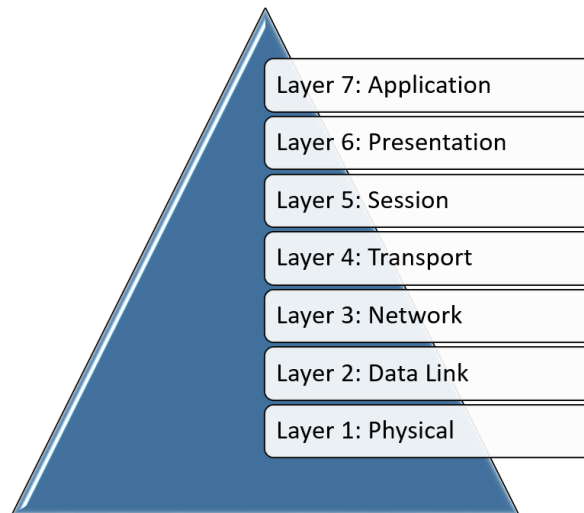 Layer 7: Application
Layer 6: Presentation
Layer 5: Session
Layer 4: Transport
Layer 3: Network
Layer 2: Data Link
Layer 1: Physical